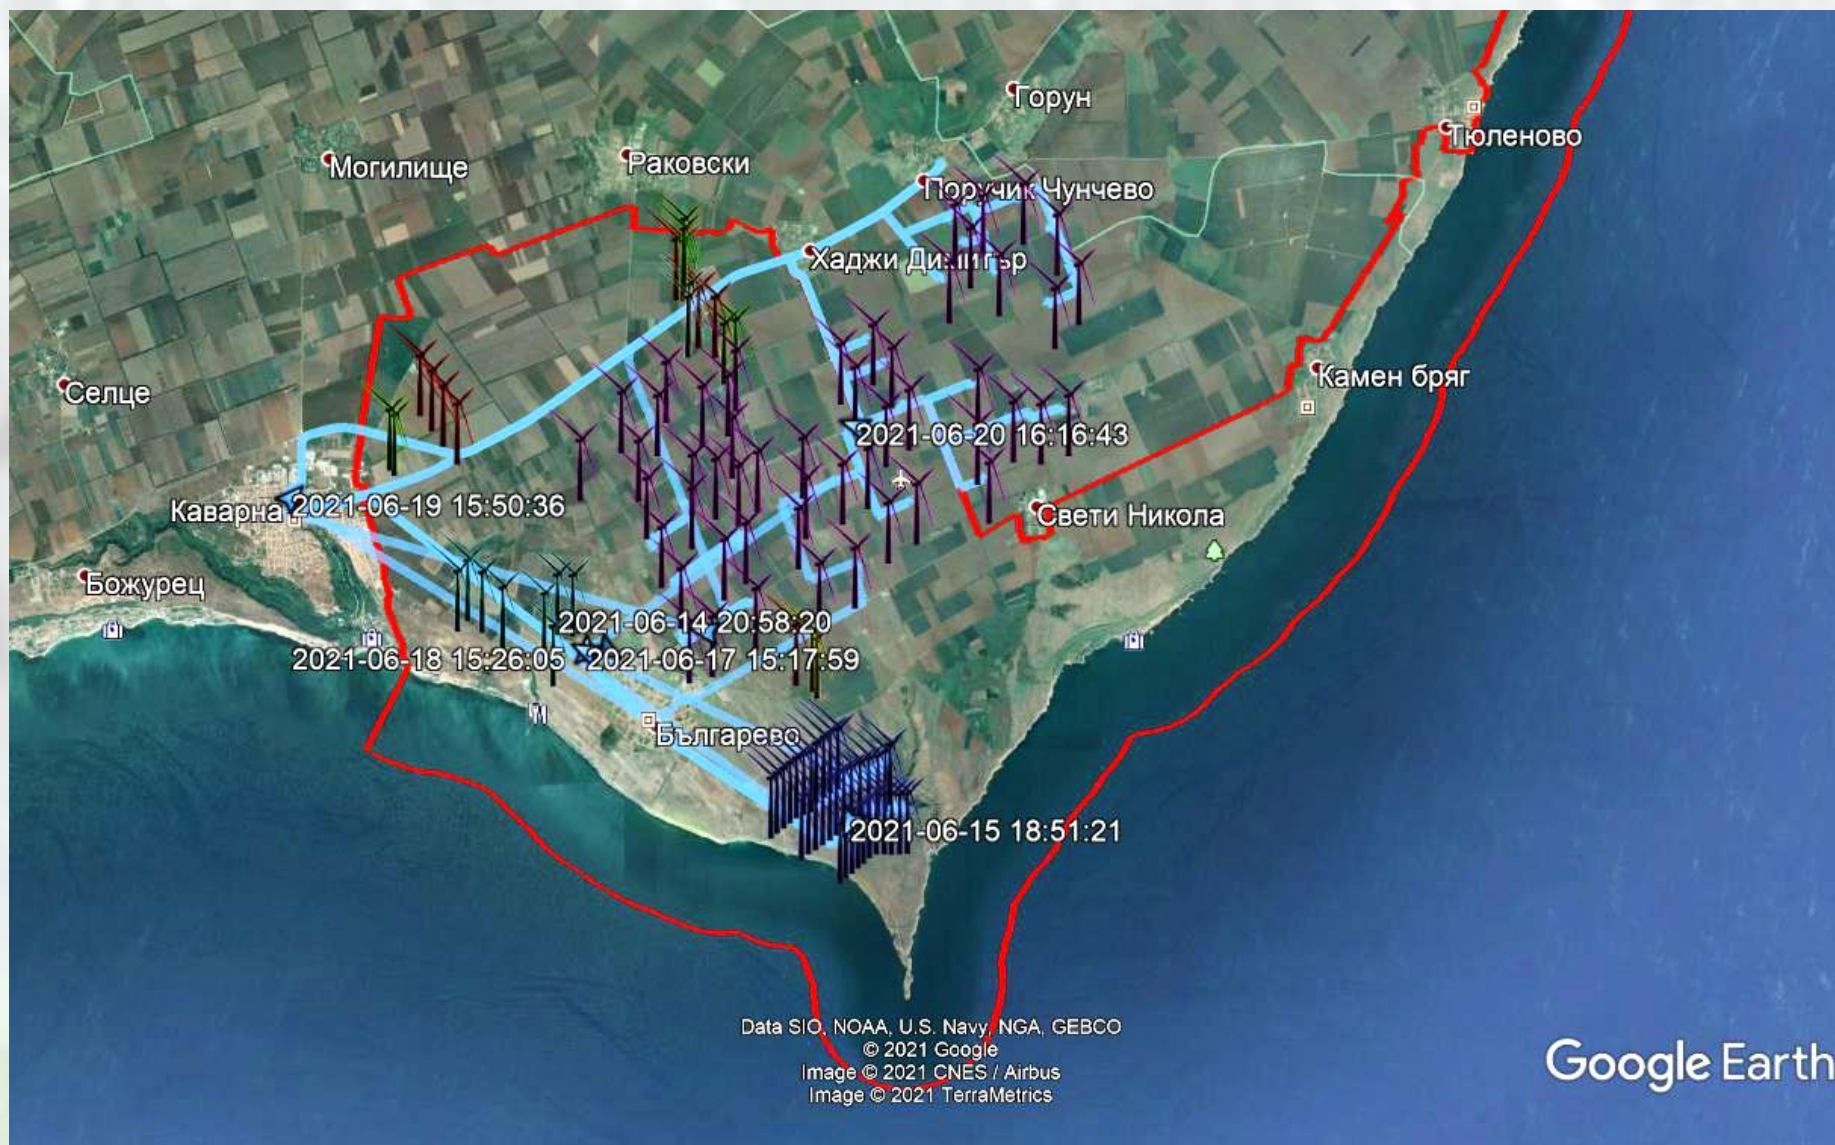 Горун
Тюленово
Могилище
Раковски
Поручик Чунчево
Хаджи Димитър
Селце
Камен бряг
2021-06-20 16:16:43
2021-06-19 15:50:36
Каварна
Свети Никола
Божурец
2021-06-14 20:58:20
2021-06-18 15:26:05
2021-06-17 15:17:59
Българево
2021-06-15 18:51:21
Data SIO, NOAA, U.S. Navy, NGA, GEBCO
© 2021 Google
Image © 2021 CNES / Airbus
Image © 2021 TerraMetrics
Google Earth